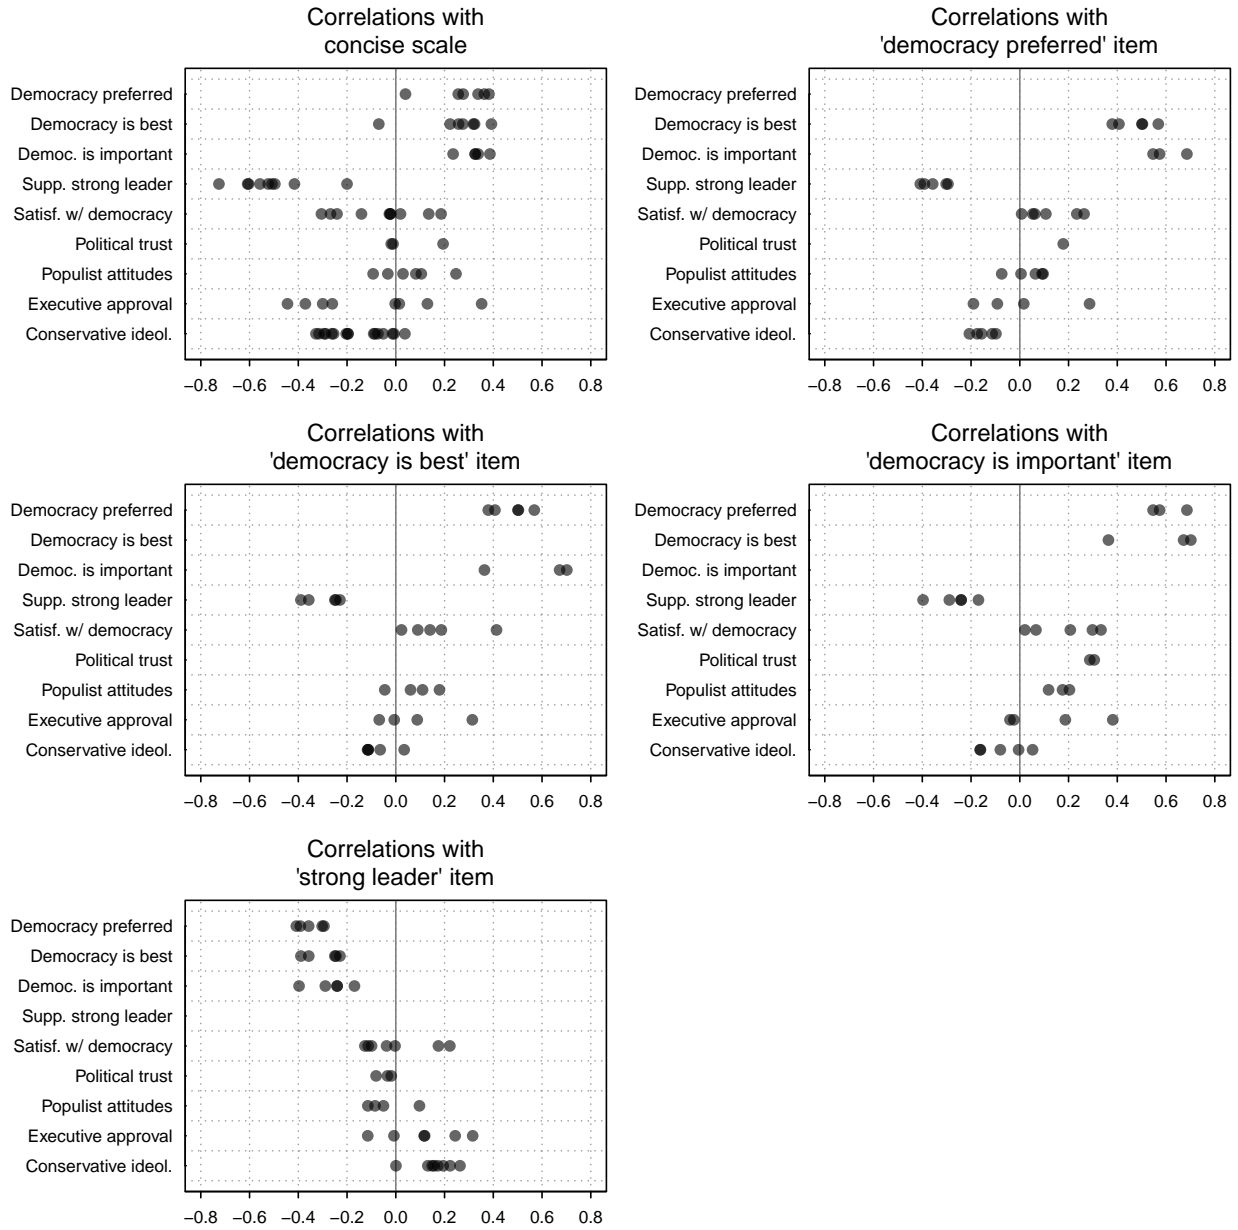 Correlations with
concise scale
Democracy preferred
Democracy is best
Democ. is important
Supp. strong leader
Satisf. w/ democracy
Political trust
Populist attitudes
Executive approval
Conservative ideol.
−0.8 −0.6 −0.4 −0.2 0.0 0.2 0.4 0.6 0.8
Correlations with
'democracy preferred' item
Democracy preferred
Democracy is best
Democ. is important
Supp. strong leader
Satisf. w/ democracy
Political trust
Populist attitudes
Executive approval
Conservative ideol.
−0.8 −0.6 −0.4 −0.2 0.0 0.2 0.4 0.6 0.8
Correlations with
'democracy is best' item
Democracy preferred
Democracy is best
Democ. is important
Supp. strong leader
Satisf. w/ democracy
Political trust
Populist attitudes
Executive approval
Conservative ideol.
−0.8 −0.6 −0.4 −0.2 0.0 0.2 0.4 0.6 0.8
Correlations with
'democracy is important' item
Democracy preferred
Democracy is best
Democ. is important
Supp. strong leader
Satisf. w/ democracy
Political trust
Populist attitudes
Executive approval
Conservative ideol.
−0.8 −0.6 −0.4 −0.2 0.0 0.2 0.4 0.6 0.8
Correlations with
'strong leader' item
Democracy preferred
Democracy is best
Democ. is important
Supp. strong leader
Satisf. w/ democracy
Political trust
Populist attitudes
Executive approval
Conservative ideol.
−0.8 −0.6 −0.4 −0.2 0.0 0.2 0.4 0.6 0.8